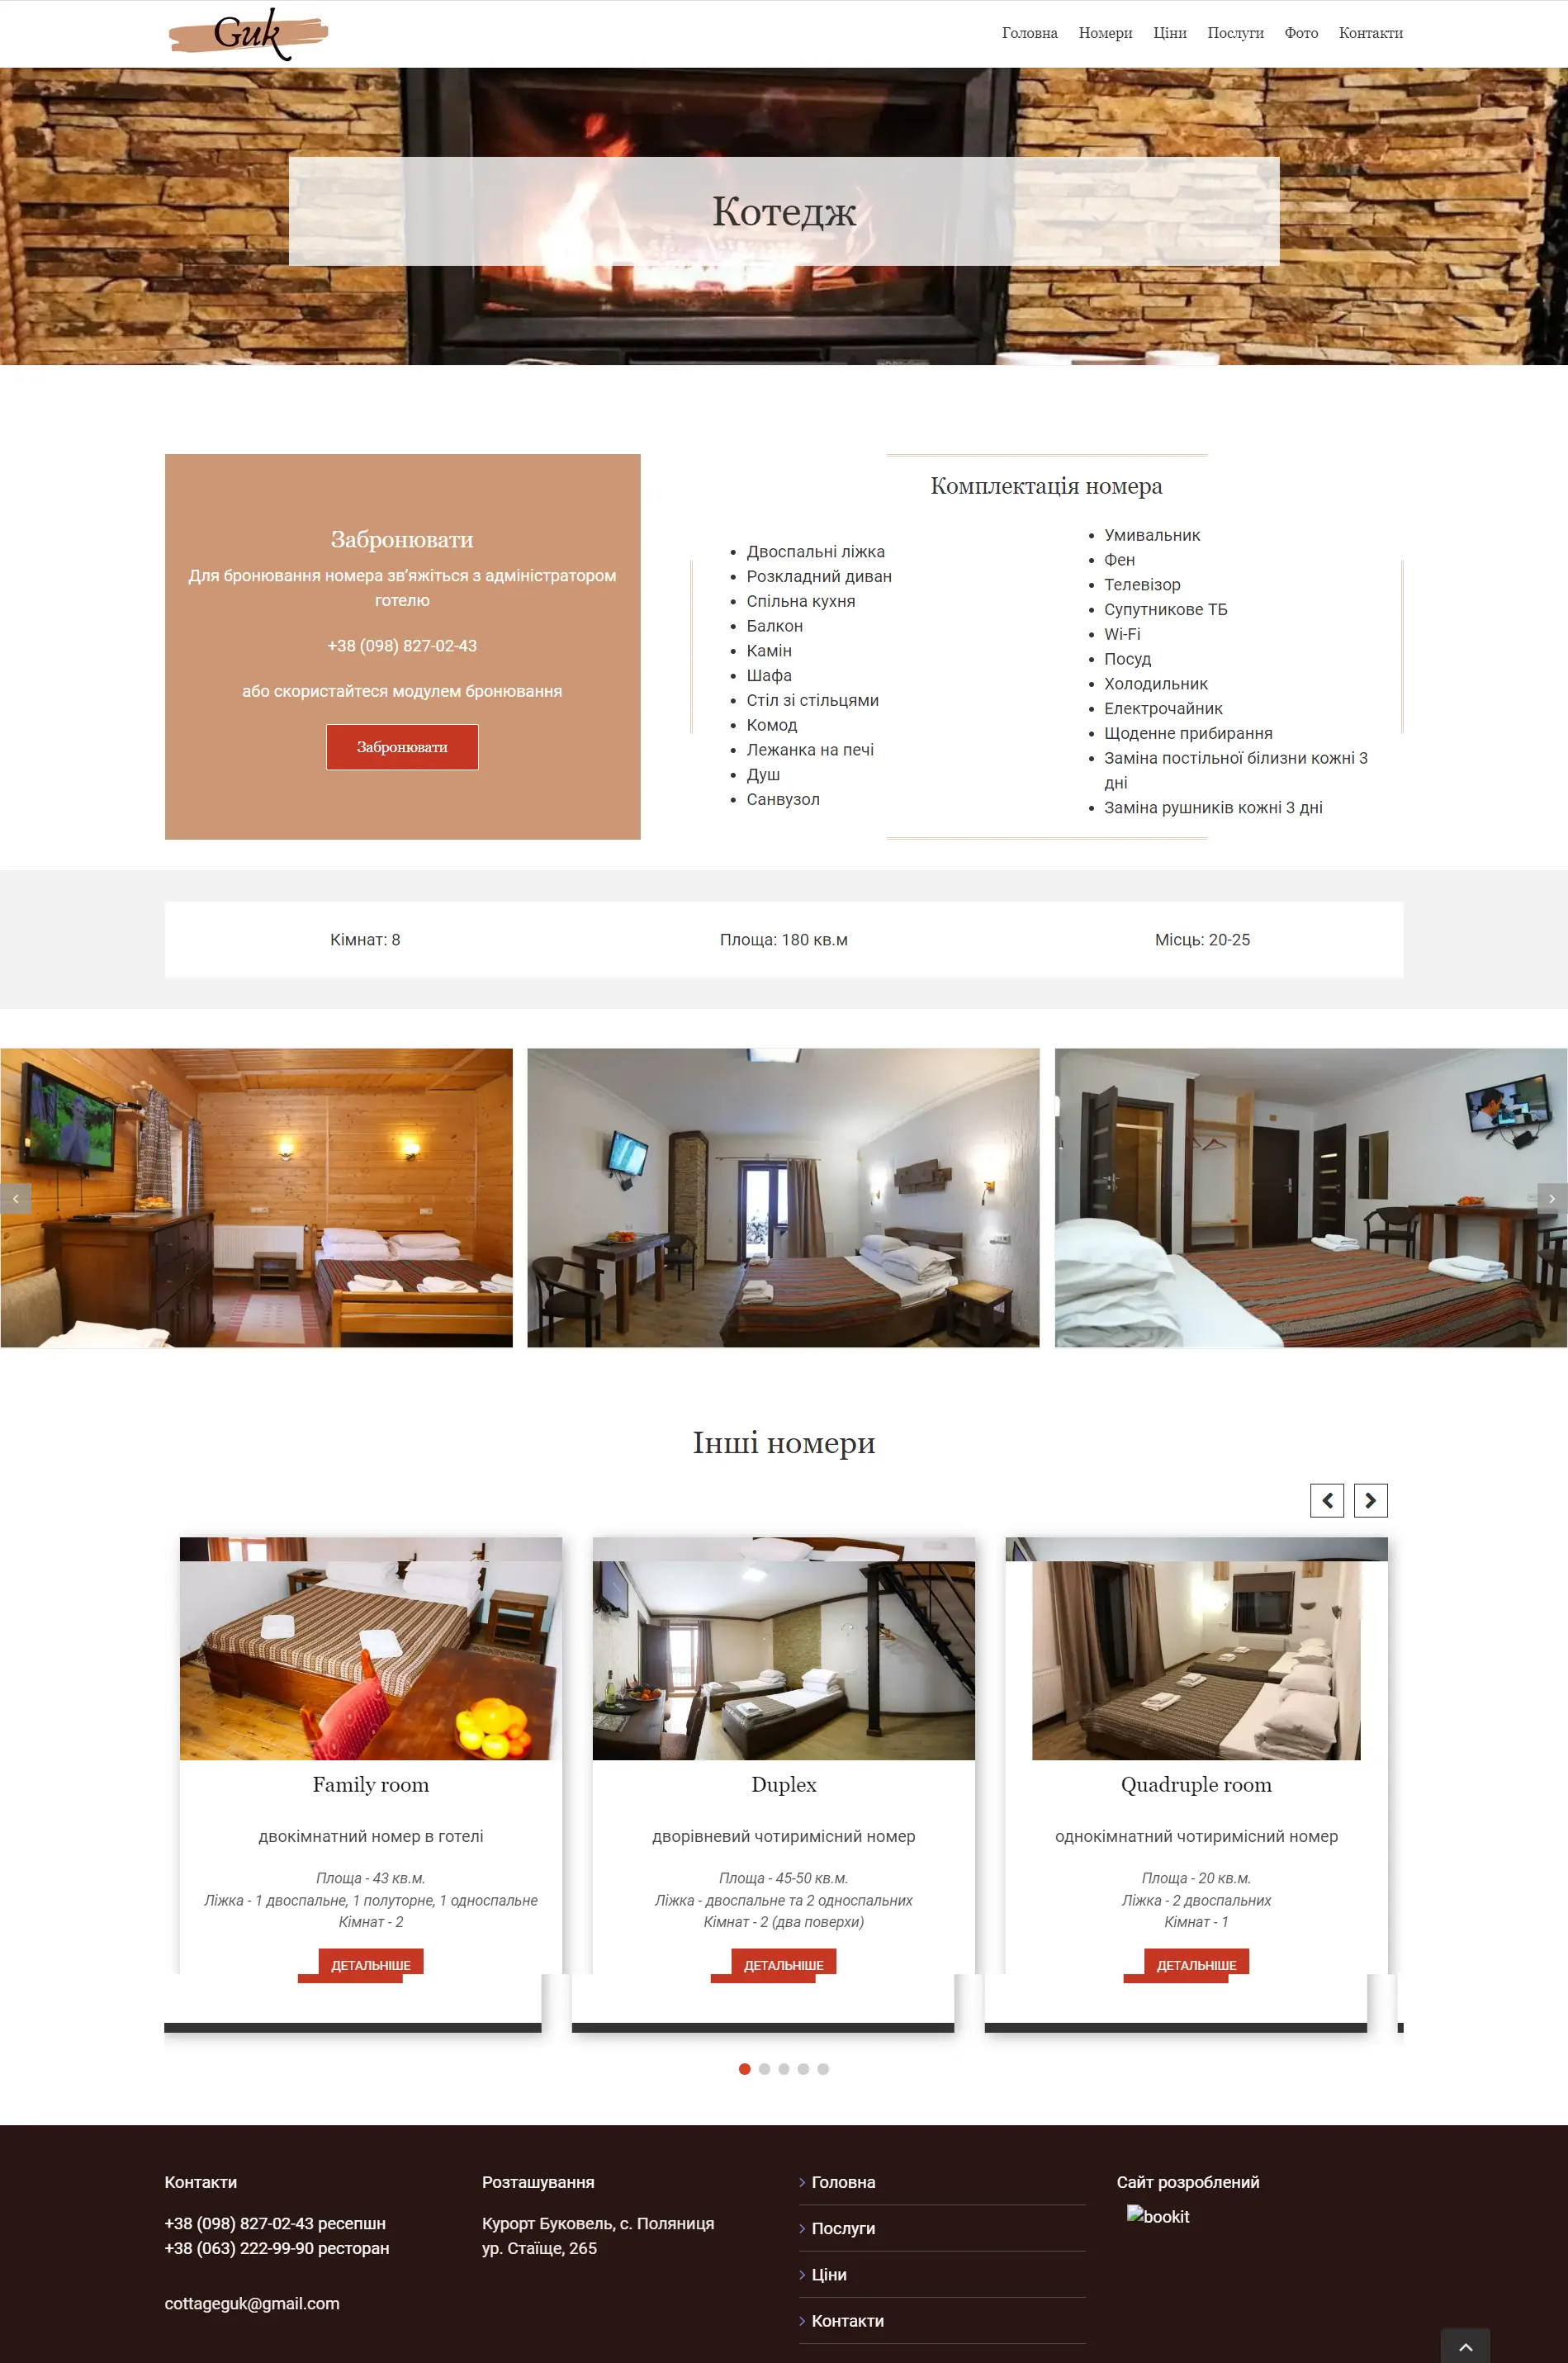 Guk
Головна
Номери
Ціни
Послуги
Фото
Контакти
Котедж
Забронювати
Для бронювання номера зв’яжіться з адміністратором
готелю
+38 (098) 827-02-43
або скористайтеся модулем бронювання
Забронювати
Комплектація номера
Двоспальні ліжка
Розкладний диван
Спільна кухня
Балкон
Камін
Шафа
Стіл зі стільцями
Комод
Лежанка на печі
Душ
Санвузол
Умивальник
Фен
Телевізор
Супутникове ТБ
Wi-Fi
Посуд
Холодильник
Електрочайник
Щоденне прибирання
Заміна постільної білизни кожні 3
дні
Заміна рушників кожні 3 дні
Кімнат: 8
Площа: 180 кв.м
Місць: 20-25
Інші номери
Family room
двокімнатний номер в готелі
Площа - 43 кв.м.
Ліжка - 1 двоспальне, 1 полуторне, 1 односпальне
Кімнат - 2
ДЕТАЛЬНІШЕ
Duplex
дворівневий чотиримісний номер
Площа - 45-50 кв.м.
Ліжка - двоспальне та 2 односпальних
Кімнат - 2 (два поверхи)
ДЕТАЛЬНІШЕ
Quadruple room
однокімнатний чотиримісний номер
Площа - 20 кв.м.
Ліжка - 2 двоспальних
Кімнат - 1
ДЕТАЛЬНІШЕ
Контакти
+38 (098) 827-02-43 ресепшн
+38 (063) 222-99-90 ресторан
cottageguk@gmail.com
Розташування
Курорт Буковель, с. Поляниця
ур. Стаїще, 265
Головна
Послуги
Ціни
Контакти
Сайт розроблений
bookit